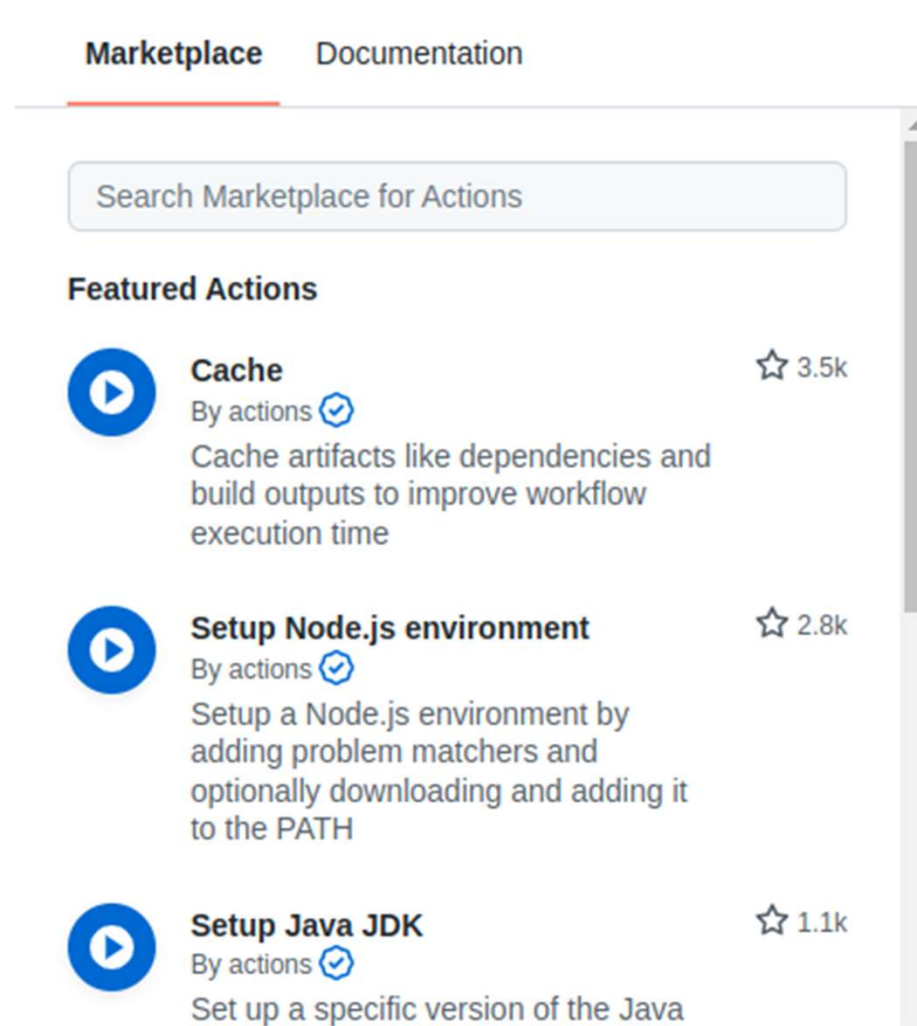 Marketplace Documentation
Search Marketplace for Actions
Featured Actions
Cache 3.5k
By actions
Cache artifacts like dependencies and
build outputs to improve workflow
execution time
Setup Node.js environment 2.8k
By actions
Setup a Node.js environment by
adding problem matchers and
optionally downloading and adding it
to the PATH
Setup Java JDK 1.1k
By actions
Set up a specific version of the Java